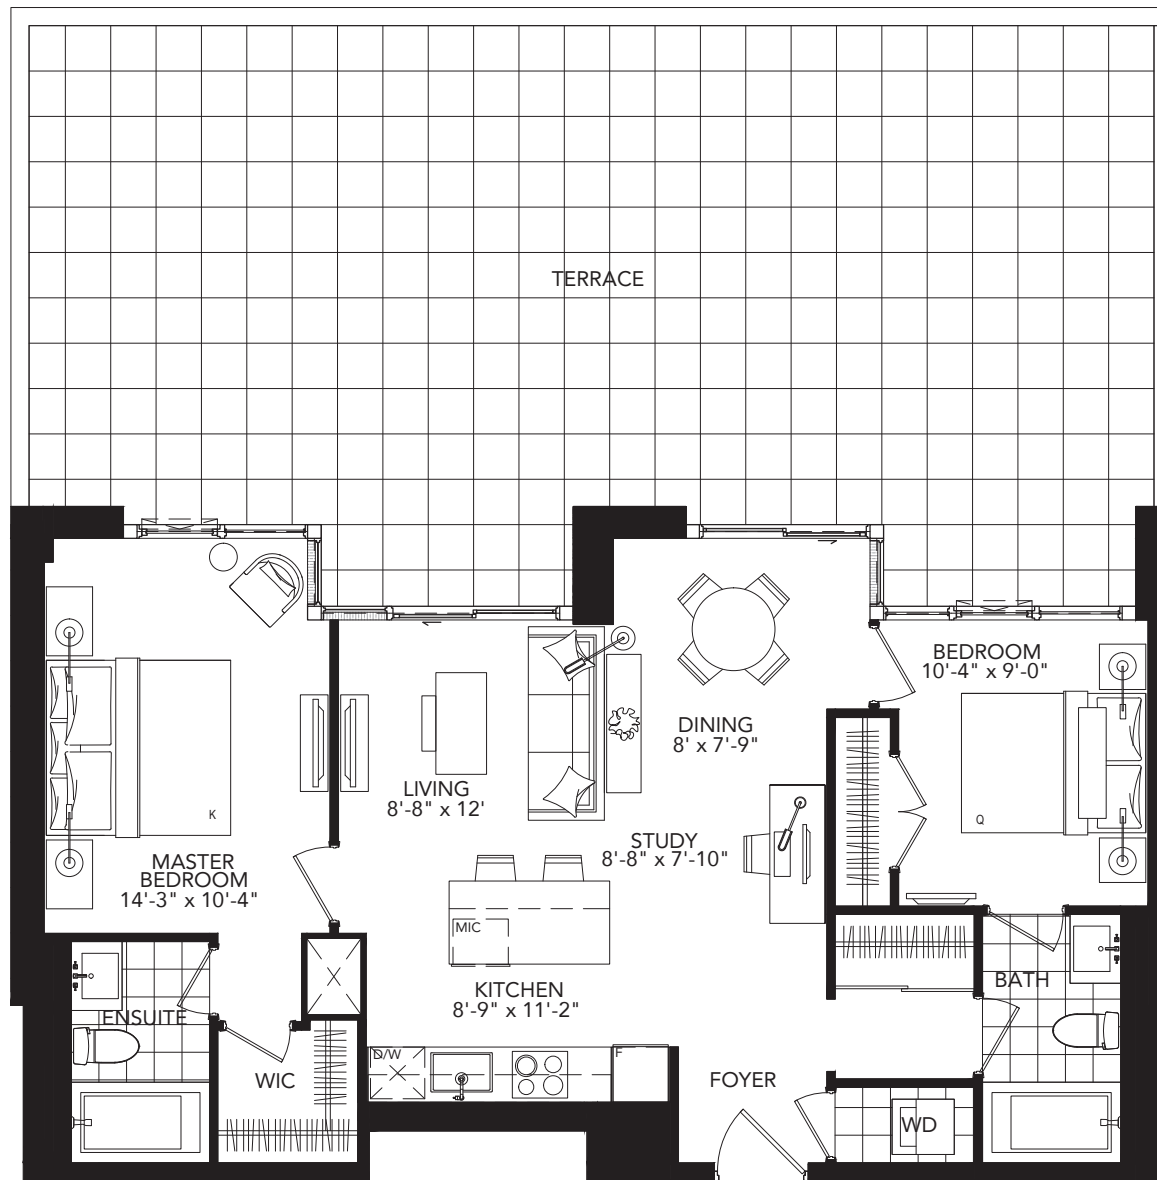 TERRACE
BEDROOM
10'-4" x 9'-0"
DINING
8' x 7'-9"
LIVING
8'-8" x 12'
K
Q
STUDY
8'-8" x 7'-10"
MASTER
BEDROOM
14'-3" x 10'-4"
MIC
KITCHEN
8'-9" x 11'-2"
BATH
ENSUITE
D/W
F
WIC
FOYER
WD